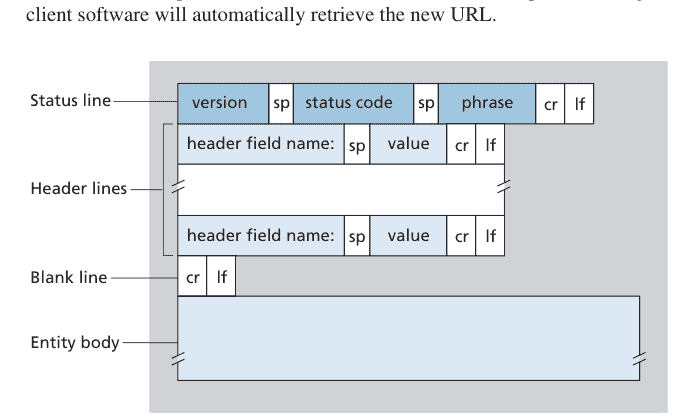 client software will automatically retrieve the new URL.
Status line version sp status code sp phrase cr lf
header field name: sp value cr lf
Header lines
header field name: sp value cr lf
Blank line cr lf
Entity body